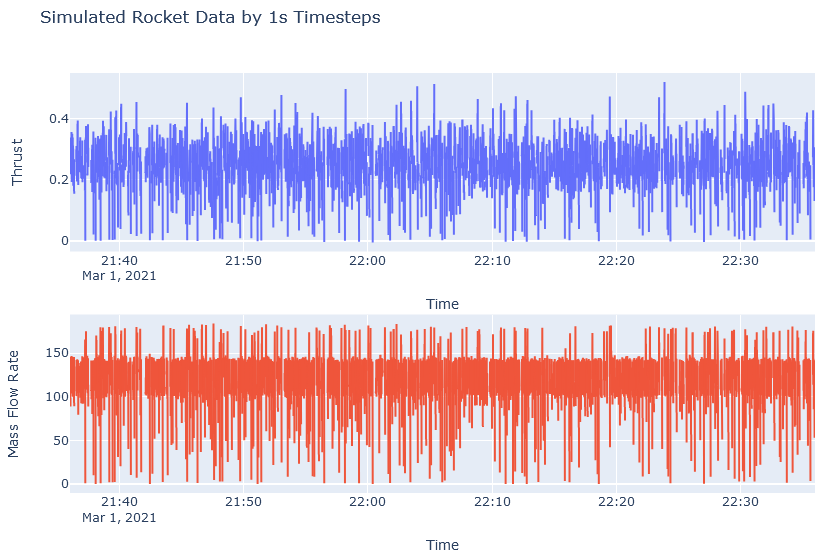 Simulated Rocket Data by 1s Timesteps
Thrust
0.4
0.2
0
21:40 21:50 22:00 22:10 22:20 22:30
Mar 1, 2021
Time
Mass Flow Rate
150
100
50
0
21:40 21:50 22:00 22:10 22:20 22:30
Mar 1, 2021
Time